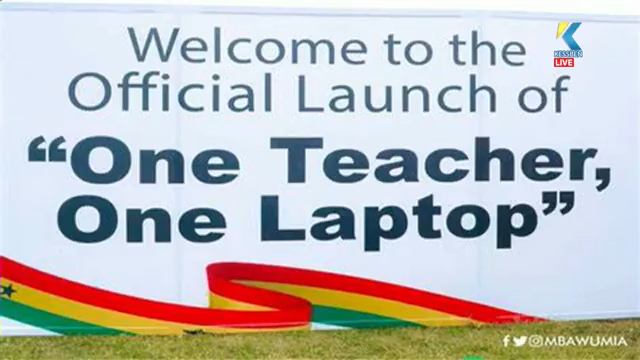 KESSBEN
LIVE
Welcome to the
Official Launch of
“One Teacher,
One Laptop”
@MBAWUMIA